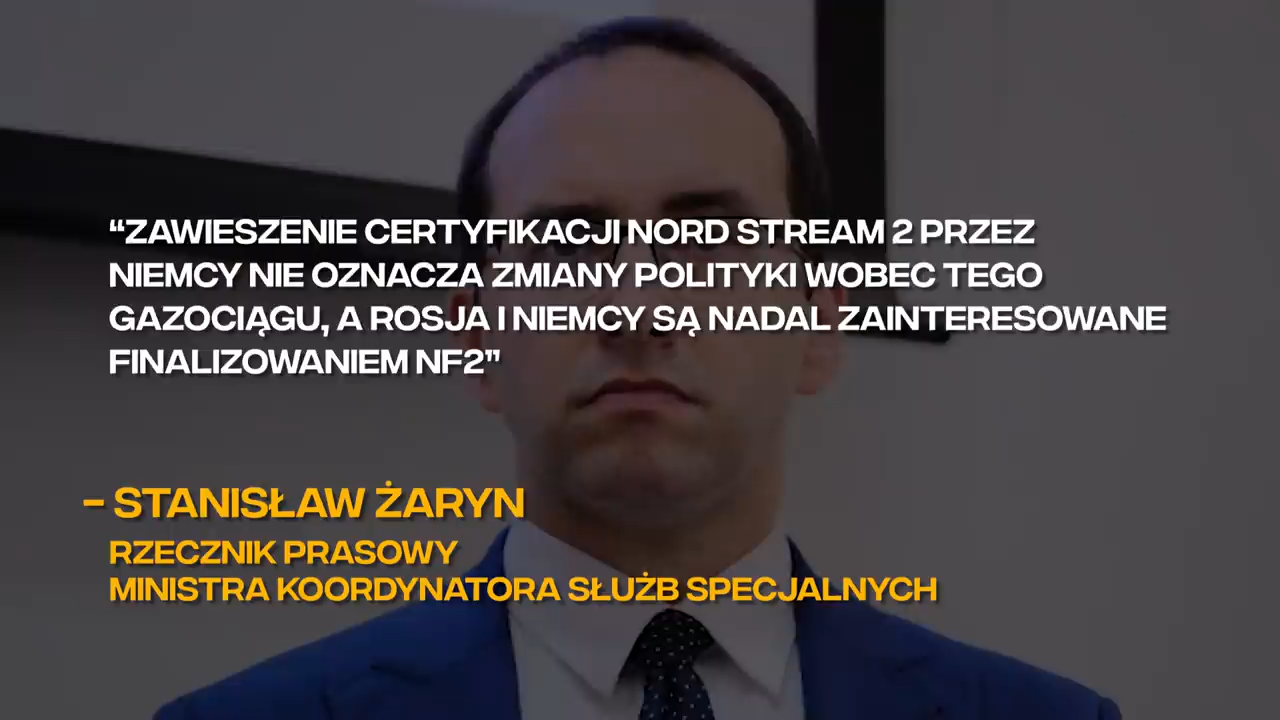 “ZAWIESZENIE CERTYFIKACJI NORD STREAM 2 PRZEZ
NIEMCY NIE OZNACZA ZMIANY POLITYKI WOBEC TEGO
GAZOCIĄGU, A ROSJA I NIEMCY SĄ NADAL ZAINTERESOWANE
FINALIZOWANIEM NF2”
– STANISŁAW ŻARYN
RZECZNIK PRASOWY
MINISTRA KOORDYNATORA SŁUŻB SPECJALNYCH